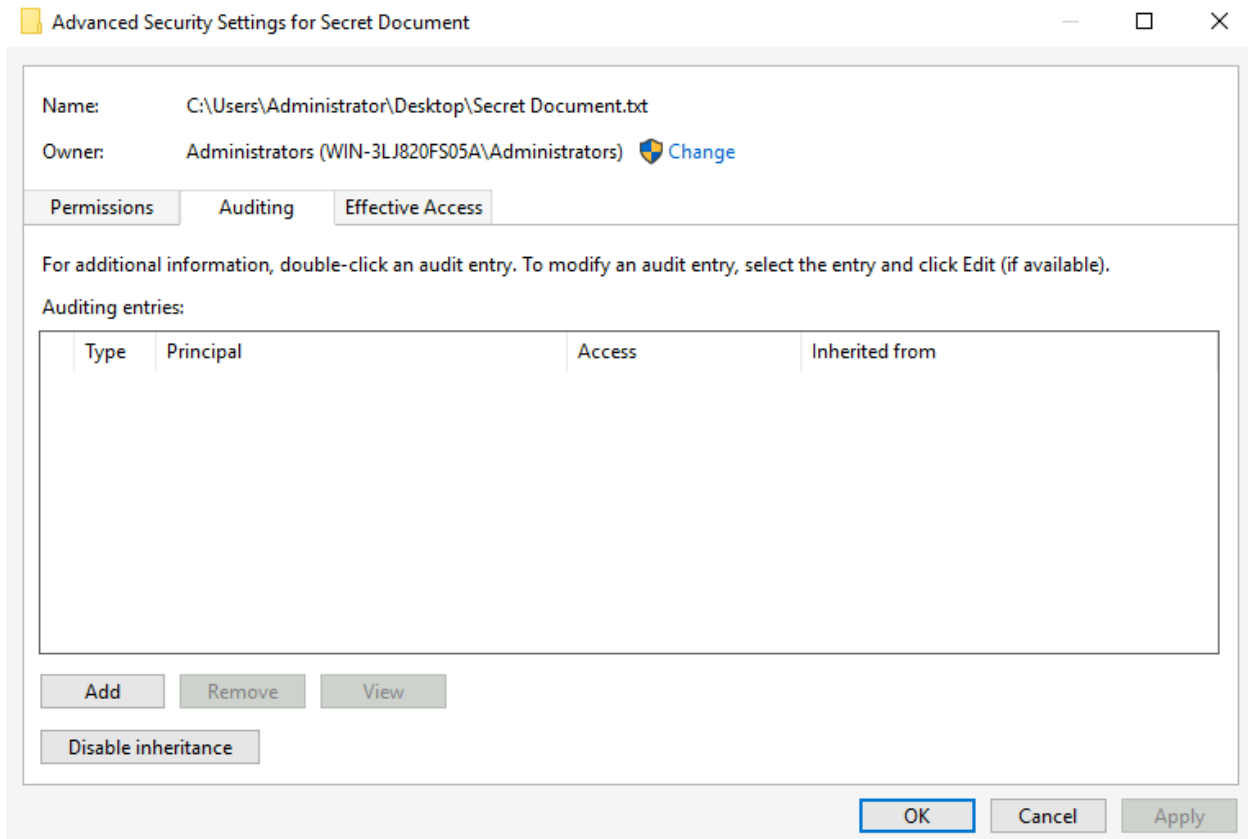 Advanced Security Settings for Secret Document
Name: C:\Users\Administrator\Desktop\Secret Document.txt
Owner: Administrators (WIN-3LJ820FS05A\Administrators) Change
Permissions Auditing Effective Access
For additional information, double-click an audit entry. To modify an audit entry, select the entry and click Edit (if available).
Auditing entries:
Type Principal Access Inherited from
Add Remove View
Disable inheritance
OK Cancel Apply